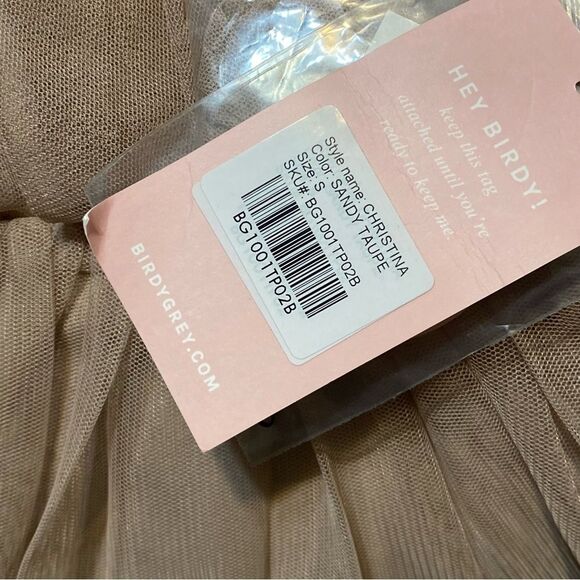 HEY BIRDY!
keep this tag
attached until you're
ready to keep me.
Style name: CHRISTINA
Color: SANDY TAUPE
Size: S
SKU#: BG1001TP02B
BG1001TP02B
BIRDYGREY.COM